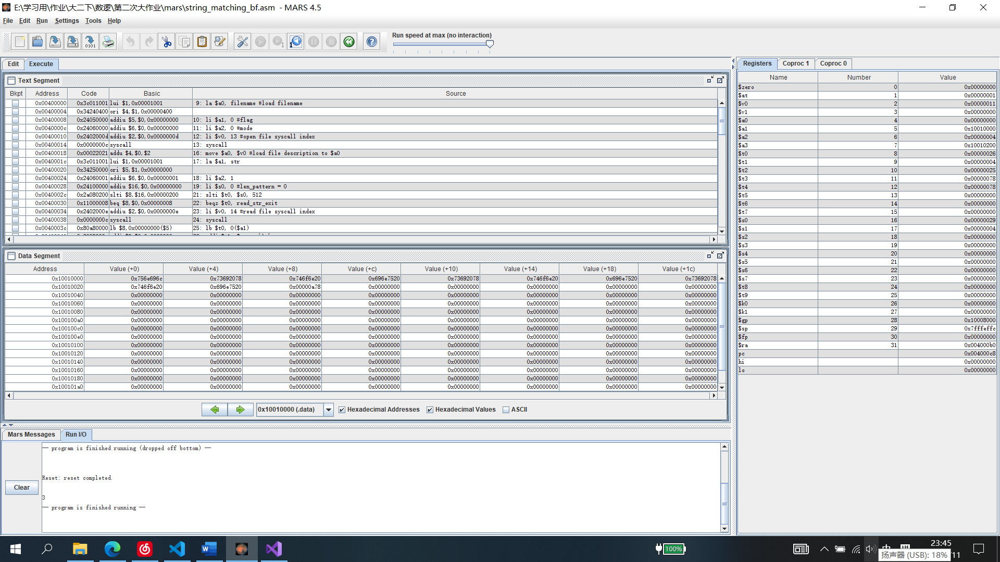 E:\学习用\作业\大二下\数逻\第二次大作业\mars\string_matching_bf.asm - MARS 4.5
File Edit Run Settings Tools Help
Run speed at max (no interaction)
Edit Execute
Text Segment
Bkpt Address Code Basic Source
0x00400000 0x3c011001 lui $1,0x00001001 9: la $a0, filename #load filename
0x00400004 0x34240400 ori $4,$1,0x00000400
0x00400008 0x24050000 addiu $5,$0,0x00000000 10: li $a1, 0 #flag
0x0040000c 0x24060000 addiu $6,$0,0x00000000 11: li $a2, 0 #mode
0x00400010 0x2402000d addiu $2,$0,0x0000000d 12: li $v0, 13 #open file syscall index
0x00400014 0x0000000c syscall 13: syscall
0x00400018 0x00022021 addu $4,$0,$2 16: move $a0, $v0 #load file description to $a0
0x0040001c 0x3c011001 lui $1,0x00001001 17: la $a1, str
0x00400020 0x34250000 ori $5,$1,0x00000000
0x00400024 0x24060001 addiu $6,$0,0x00000001 18: li $a2, 1
0x00400028 0x24100000 addiu $16,$0,0x00000000 19: li $s0, 0 #len_pattern = 0
0x0040002c 0x2a080200 slti $8,$16,0x00000200 21: slti $t0, $s0, 512
0x00400030 0x11000008 beq $8,$0,0x00000008 22: beqz $t0, read_str_exit
0x00400034 0x2402000e addiu $2,$0,0x0000000e 23: li $v0, 14 #read file syscall index
0x00400038 0x0000000c syscall 24: syscall
0x0040003c 0x80a80000 lb $8,0x00000000($5) 25: lb $t0, 0($a1)
Data Segment
Address Value (+0) Value (+4) Value (+8) Value (+c) Value (+10) Value (+14) Value (+18) Value (+1c)
0x10010000 0x756e696c 0x73692078 0x746f6e20 0x696e7520 0x73692078 0x746f6e20 0x696e7520 0x73692078
0x10010020 0x746f6e20 0x696e7520 0x00000a78 0x00000000 0x00000000 0x00000000 0x00000000 0x00000000
0x10010040 0x00000000 0x00000000 0x00000000 0x00000000 0x00000000 0x00000000 0x00000000 0x00000000
0x10010060 0x00000000 0x00000000 0x00000000 0x00000000 0x00000000 0x00000000 0x00000000 0x00000000
0x10010080 0x00000000 0x00000000 0x00000000 0x00000000 0x00000000 0x00000000 0x00000000 0x00000000
0x100100a0 0x00000000 0x00000000 0x00000000 0x00000000 0x00000000 0x00000000 0x00000000 0x00000000
0x100100c0 0x00000000 0x00000000 0x00000000 0x00000000 0x00000000 0x00000000 0x00000000 0x00000000
0x100100e0 0x00000000 0x00000000 0x00000000 0x00000000 0x00000000 0x00000000 0x00000000 0x00000000
0x10010100 0x00000000 0x00000000 0x00000000 0x00000000 0x00000000 0x00000000 0x00000000 0x00000000
0x10010120 0x00000000 0x00000000 0x00000000 0x00000000 0x00000000 0x00000000 0x00000000 0x00000000
0x10010140 0x00000000 0x00000000 0x00000000 0x00000000 0x00000000 0x00000000 0x00000000 0x00000000
0x10010160 0x00000000 0x00000000 0x00000000 0x00000000 0x00000000 0x00000000 0x00000000 0x00000000
0x10010180 0x00000000 0x00000000 0x00000000 0x00000000 0x00000000 0x00000000 0x00000000 0x00000000
0x100101a0 0x00000000 0x00000000 0x00000000 0x00000000 0x00000000 0x00000000 0x00000000 0x00000000
0x10010000 (.data) Hexadecimal Addresses Hexadecimal Values ASCII
Mars Messages Run I/O
-- program is finished running (dropped off bottom) --
Reset: reset completed.
3
-- program is finished running --
Clear
Registers Coproc 1 Coproc 0
Name Number Value
$zero 0 0x00000000
$at 1 0x00000001
$v0 2 0x00000011
$v1 3 0x00000000
$a0 4 0x00000000
$a1 5 0x10010000
$a2 6 0x00000004
$a3 7 0x10010200
$t0 8 0x00000026
$t1 9 0x00000004
$t2 10 0x00000025
$t3 11 0x00000078
$t4 12 0x00000078
$t5 13 0x00000000
$t6 14 0x00000000
$t7 15 0x00000000
$s0 16 0x00000029
$s1 17 0x00000004
$s2 18 0x00000000
$s3 19 0x00000000
$s4 20 0x00000000
$s5 21 0x00000000
$s6 22 0x00000000
$s7 23 0x00000000
$t8 24 0x00000000
$t9 25 0x00000000
$k0 26 0x00000000
$k1 27 0x00000000
$gp 28 0x10008000
$sp 29 0x7fffeffc
$fp 30 0x00000000
$ra 31 0x004000b0
pc 0x004000c8
hi 0x00000000
lo 0x00000000
100%
23:45
扬声器 (USB): 18%
/11